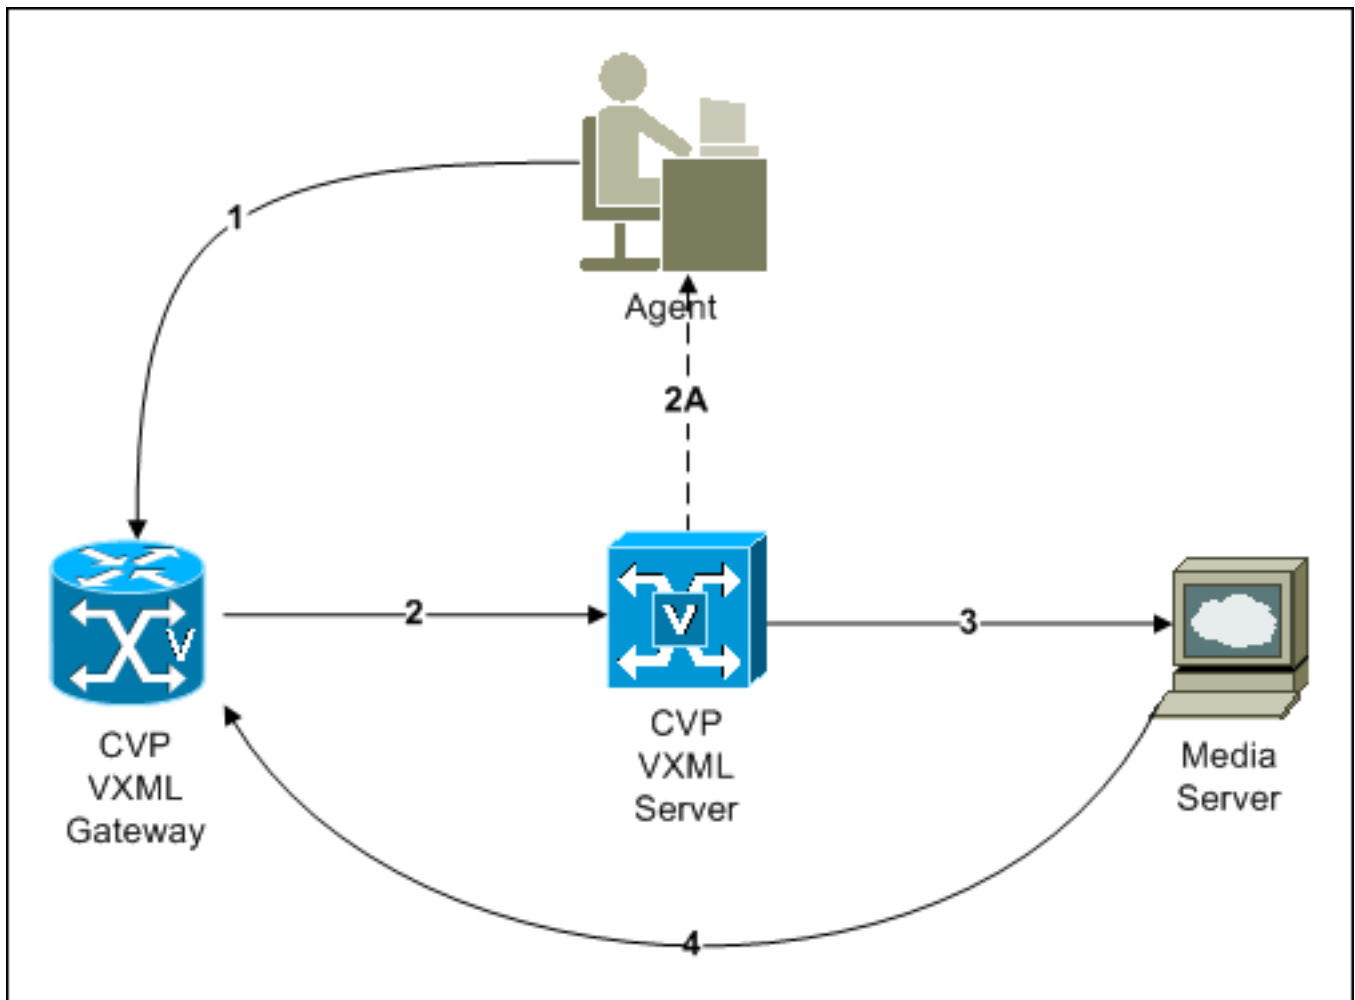 1
Agent
2A
2
3
V
V
CVP
VXML
Gateway
CVP
VXML
Server
Media
Server
4